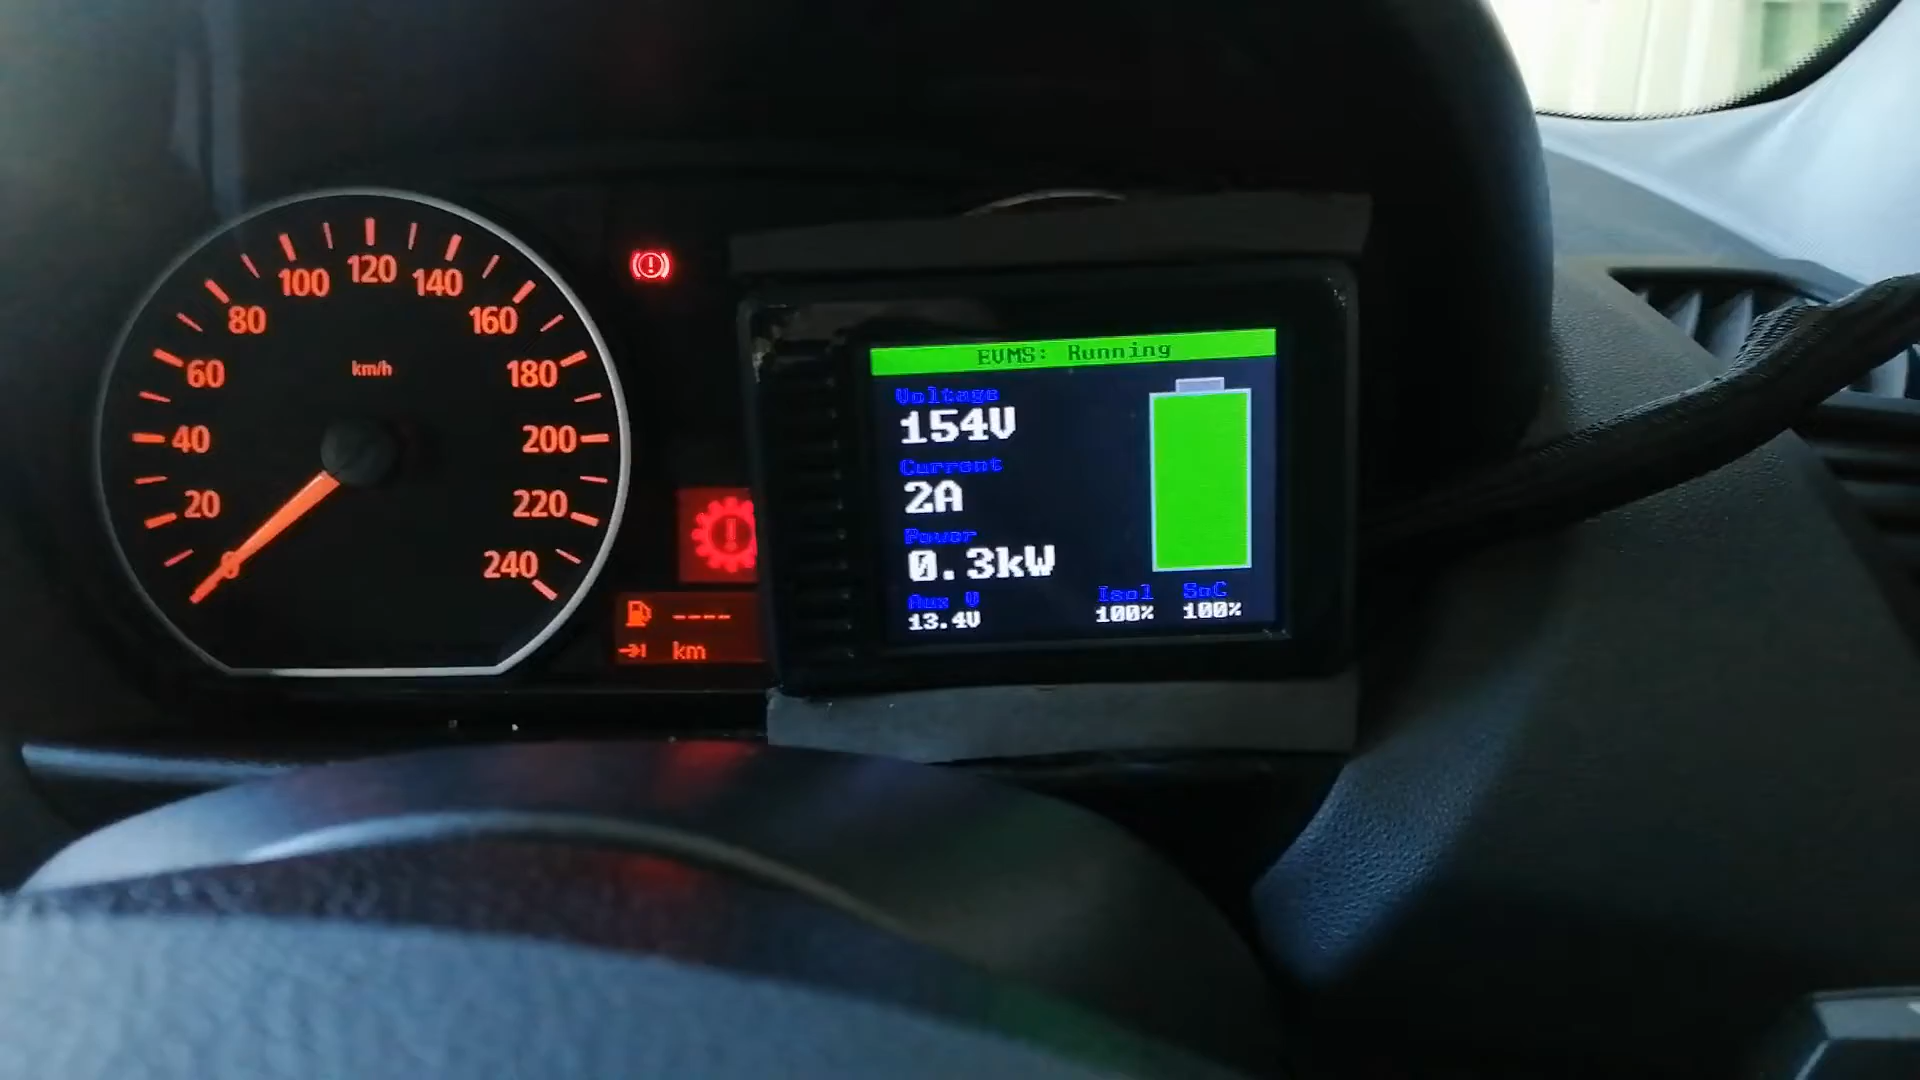 100 120 140
80 160
km/h
60 180
40 200
20 220
0 240
---- 
km
EVMS: Running
Voltage
154V
Current
2A
Power
0.3kW
Aux V Isol SoC
13.4V 100% 100%